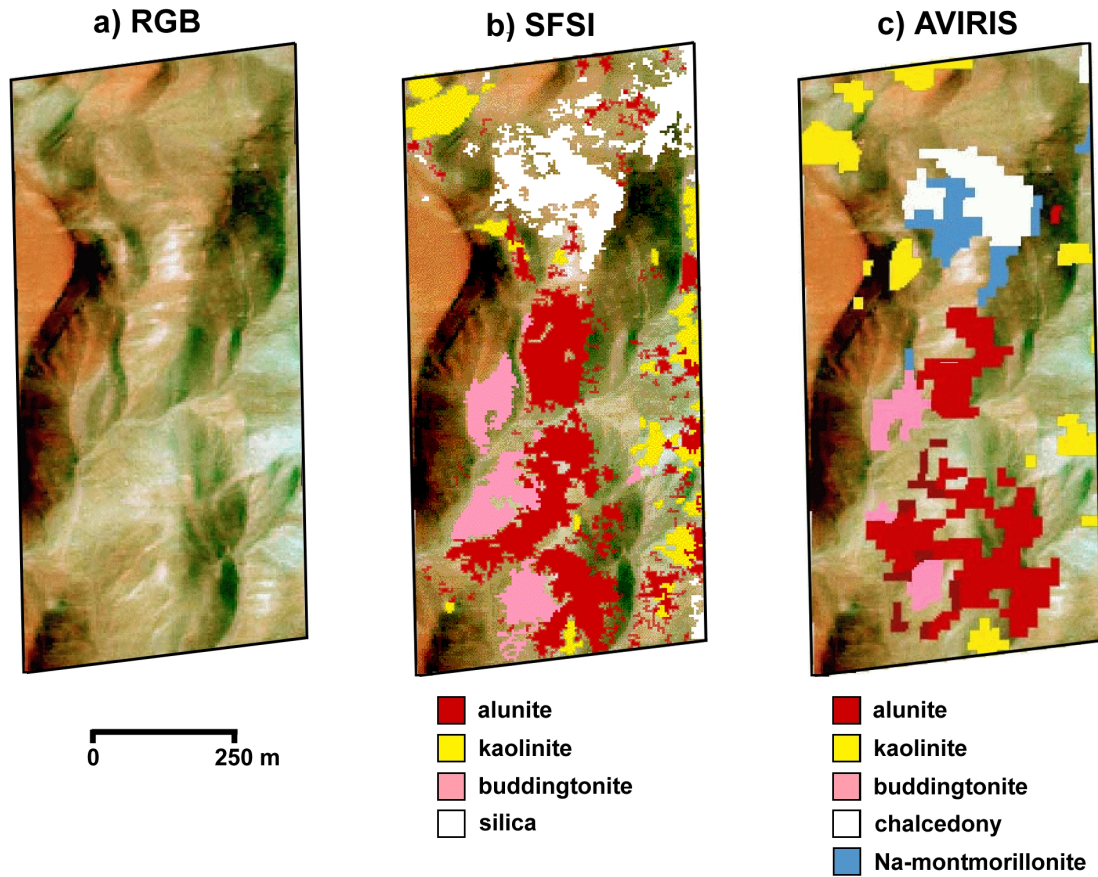 a) RGB
b) SFSI
c) AVIRIS
0 250 m
alunite
kaolinite
buddingtonite
silica
alunite
kaolinite
buddingtonite
chalcedony
Na-montmorillonite